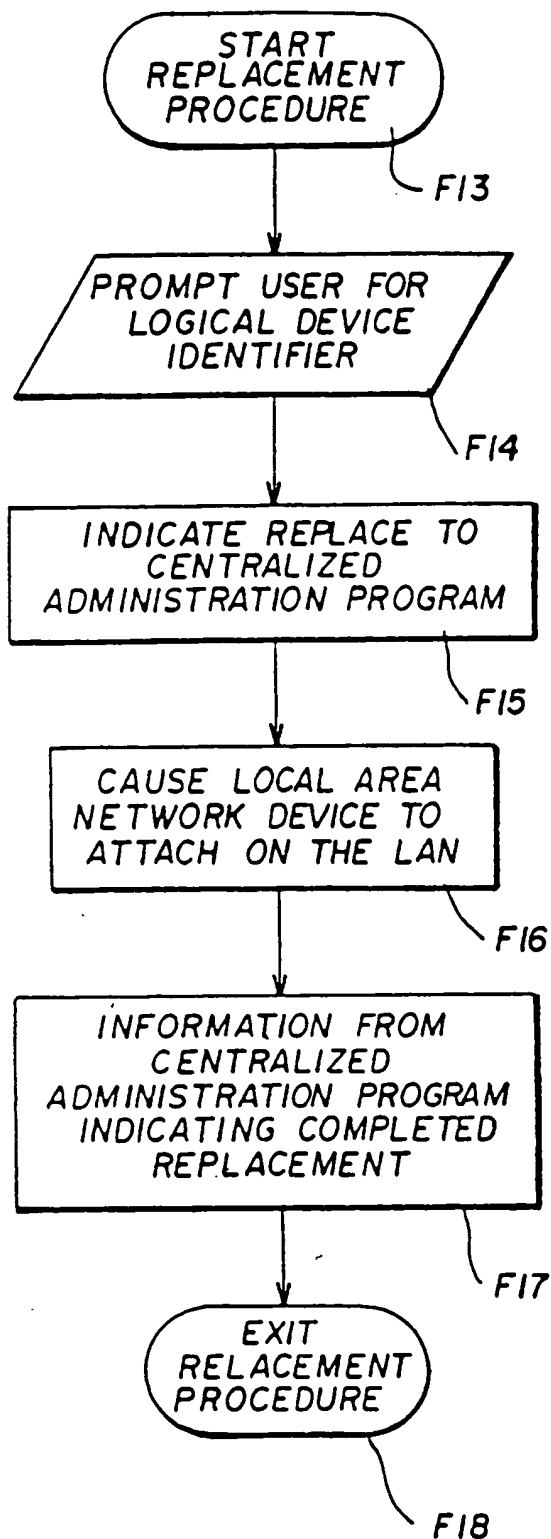 START
REPLACEMENT
PROCEDURE
F13
PROMPT USER FOR
LOGICAL DEVICE
IDENTIFIER
F14
INDICATE REPLACE TO
CENTRALIZED
ADMINISTRATION PROGRAM
F15
CAUSE LOCAL AREA
NETWORK DEVICE TO
ATTACH ON THE LAN
F16
INFORMATION FROM
CENTRALIZED
ADMINISTRATION PROGRAM
INDICATING COMPLETED
REPLACEMENT
F17
EXIT
RELACEMENT
PROCEDURE
F18